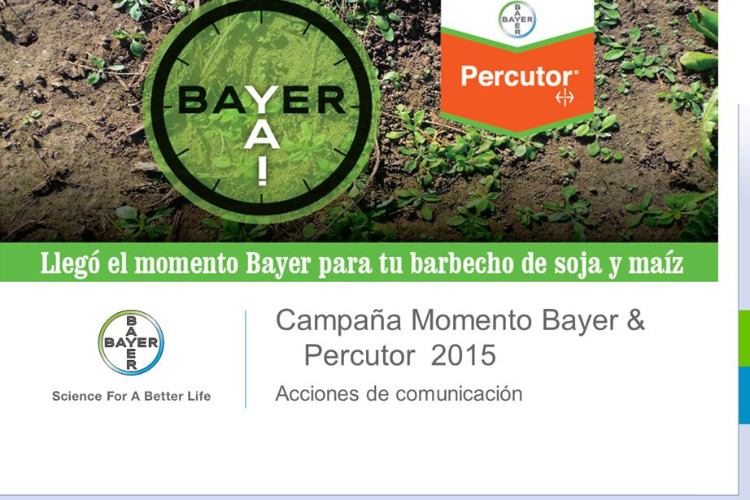 BAYER
YA!
BAYER
BAYER
Percutor®
Llegó el momento Bayer para tu barbecho de soja y maíz
BAYER
BAYER
Science For A Better Life
Campaña Momento Bayer &
Percutor 2015
Acciones de comunicación